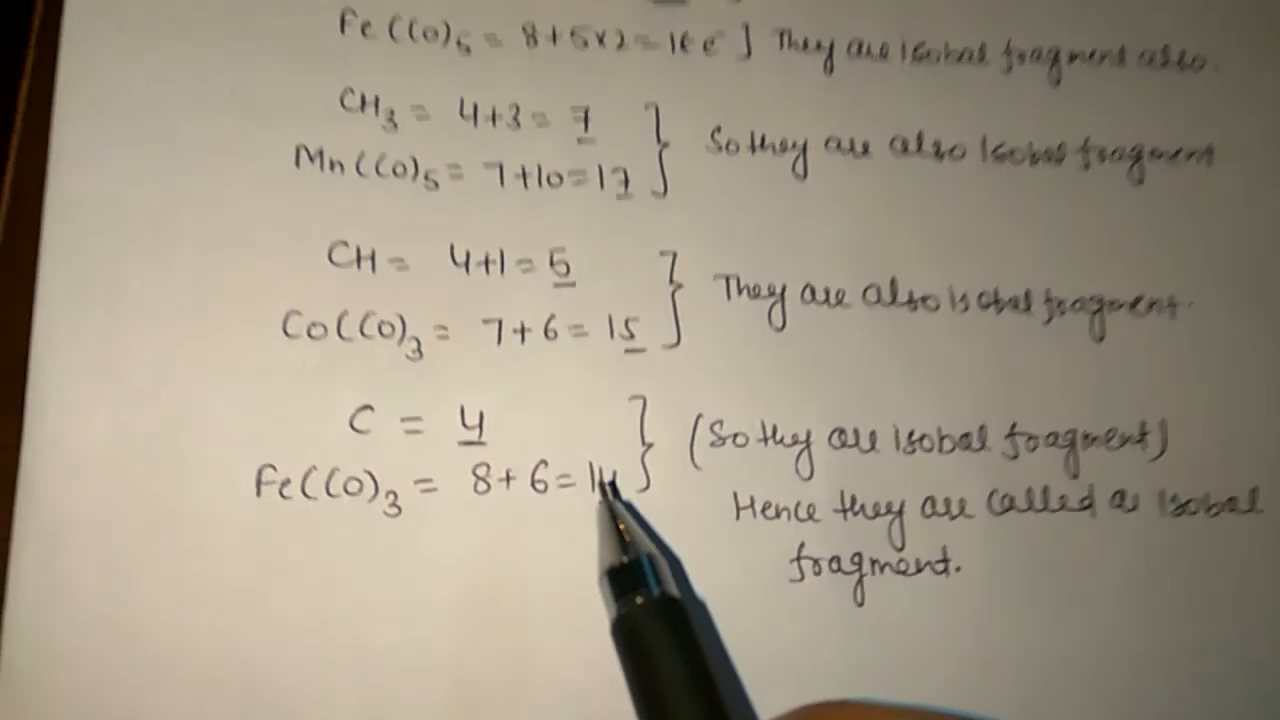 Fe(CO)5 = 8+5×2=18e⁻] They are isobal fragment also.
CH3 = 4+3= 7
Mn(CO)5= 7+10=17
} So they are also Isobal fragment
CH= 4+1=5
Co(CO)3= 7+6= 15
} They are also isobal fragment.
C = 4
Fe(CO)3= 8+6=14
} (So thy are isobal fragment)
Hence they are called as isobal
fragment.